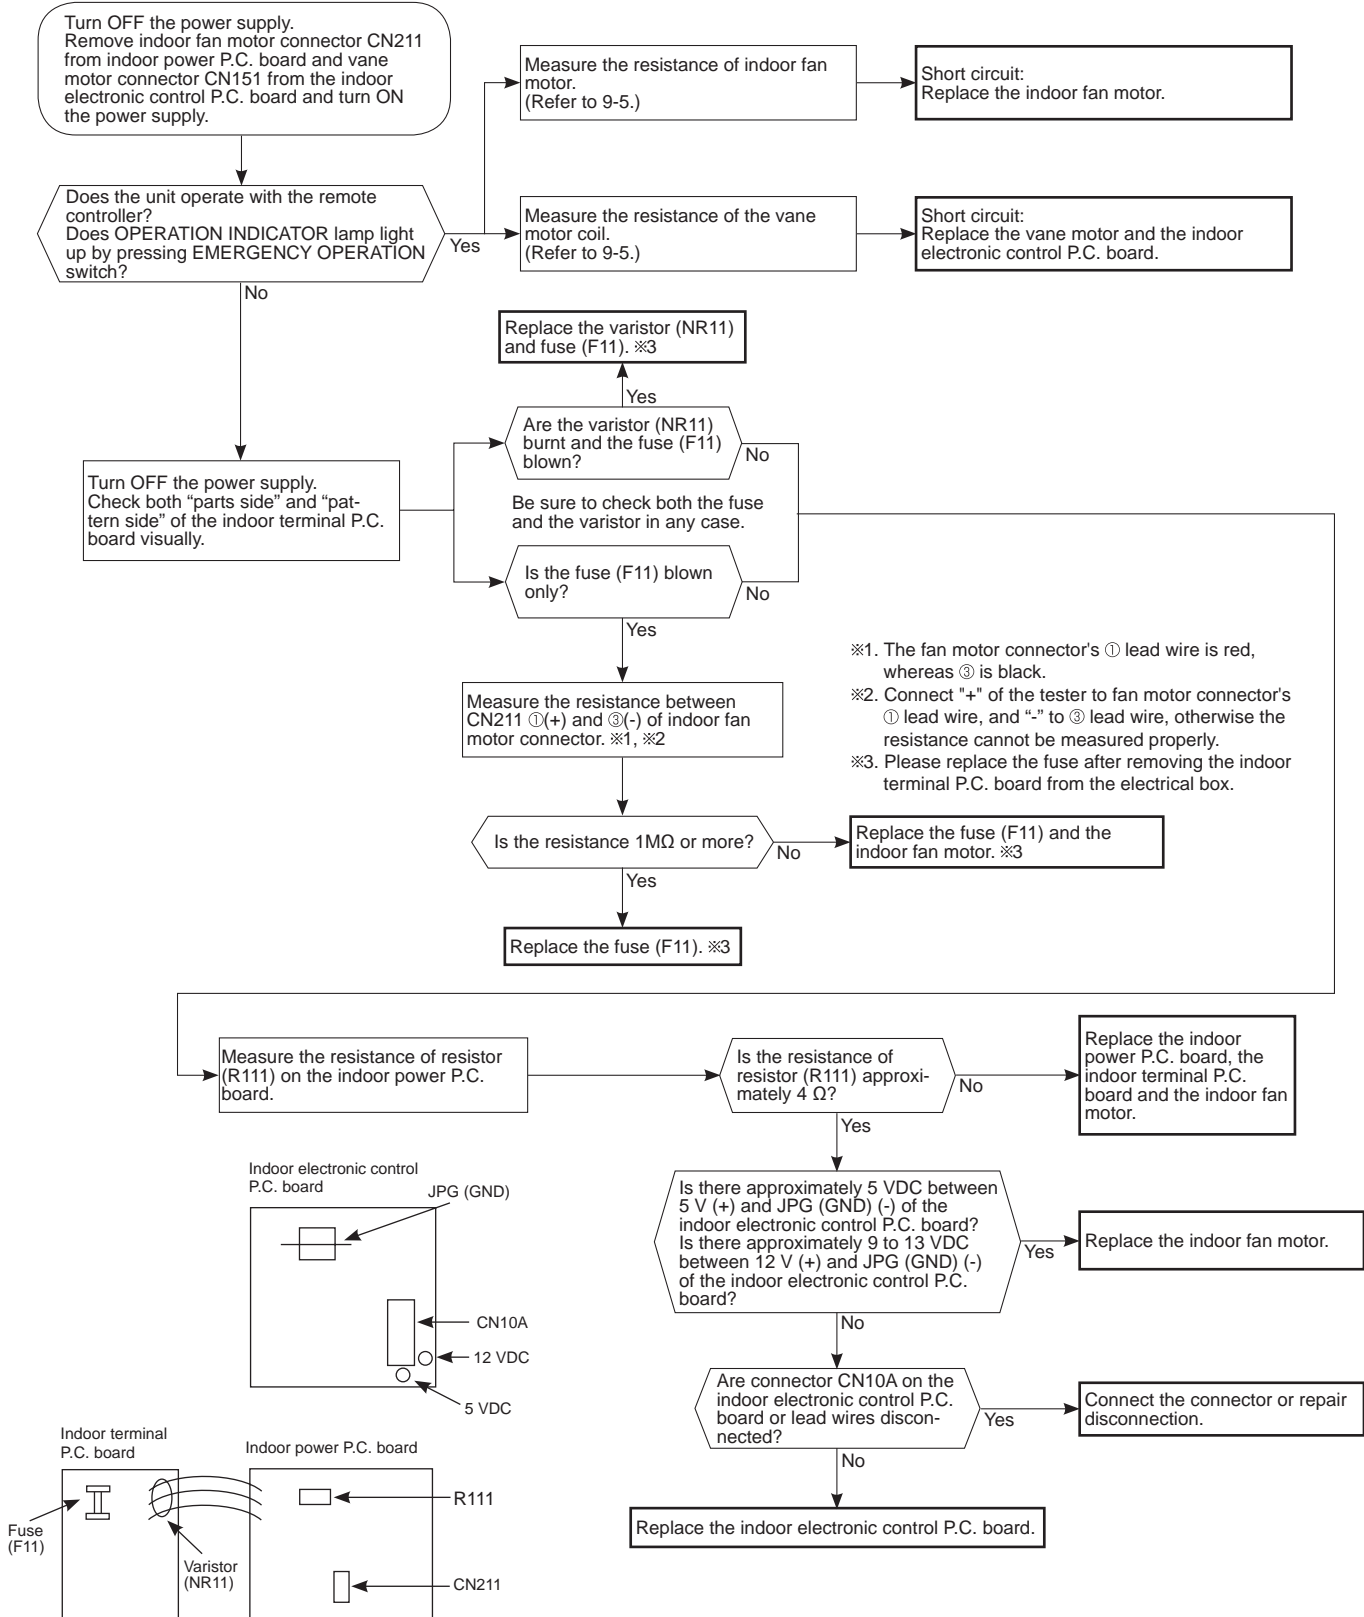 Turn OFF the power supply.
Remove indoor fan motor connector CN211
from indoor power P.C. board and vane
motor connector CN151 from the indoor
electronic control P.C. board and turn ON
the power supply.
Measure the resistance of indoor fan
motor.
(Refer to 9-5.)
Short circuit:
Replace the indoor fan motor.
Does the unit operate with the remote
controller?
Does OPERATION INDICATOR lamp light
up by pressing EMERGENCY OPERATION
switch?
Yes
Measure the resistance of the vane
motor coil.
(Refer to 9-5.)
Short circuit:
Replace the vane motor and the indoor
electronic control P.C. board.
No
Replace the varistor (NR11)
and fuse (F11). ※3
Yes
Are the varistor (NR11)
burnt and the fuse (F11)
blown?
No
Turn OFF the power supply.
Check both “parts side” and “pat-
tern side” of the indoor terminal P.C.
board visually.
Be sure to check both the fuse
and the varistor in any case.
Is the fuse (F11) blown
only?
No
Yes
※1. The fan motor connector's ① lead wire is red,
whereas ③ is black.
※2. Connect "+" of the tester to fan motor connector's
① lead wire, and “-” to ③ lead wire, otherwise the
resistance cannot be measured properly.
※3. Please replace the fuse after removing the indoor
terminal P.C. board from the electrical box.
Measure the resistance between
CN211 ①(+) and ③(-) of indoor fan
motor connector. ※1, ※2
Is the resistance 1MΩ or more?
No
Replace the fuse (F11) and the
indoor fan motor. ※3
Yes
Replace the fuse (F11). ※3
Measure the resistance of resistor
(R111) on the indoor power P.C.
board.
Is the resistance of
resistor (R111) approxi-
mately 4 Ω?
No
Replace the indoor
power P.C. board, the
indoor terminal P.C.
board and the indoor fan
motor.
Yes
Is there approximately 5 VDC between
5 V (+) and JPG (GND) (-) of the
indoor electronic control P.C. board?
Is there approximately 9 to 13 VDC
between 12 V (+) and JPG (GND) (-)
of the indoor electronic control P.C.
board?
Yes
Replace the indoor fan motor.
No
Are connector CN10A on the
indoor electronic control P.C.
board or lead wires discon-
nected?
Yes
Connect the connector or repair
disconnection.
No
Replace the indoor electronic control P.C. board.
Indoor electronic control
P.C. board
JPG (GND)
CN10A
12 VDC
5 VDC
Indoor terminal
P.C. board
Indoor power P.C. board
R111
Fuse
(F11)
Varistor
(NR11)
CN211